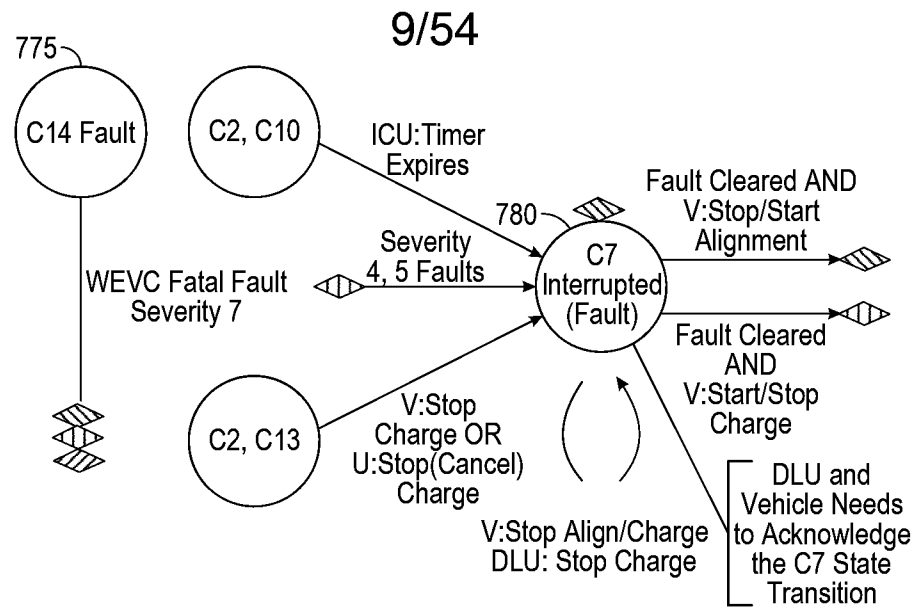 9/54
775
C14 Fault
C2, C10
ICU:Timer
Expires
780
Fault Cleared AND
V:Stop/Start
Alignment
Severity
4, 5 Faults
C7
Interrupted
(Fault)
WEVC Fatal Fault
Severity 7
Fault Cleared
AND
V:Start/Stop
Charge
C2, C13
V:Stop
Charge OR
U:Stop(Cancel)
Charge
V:Stop Align/Charge
DLU: Stop Charge
DLU and
Vehicle Needs
to Acknowledge
the C7 State
Transition